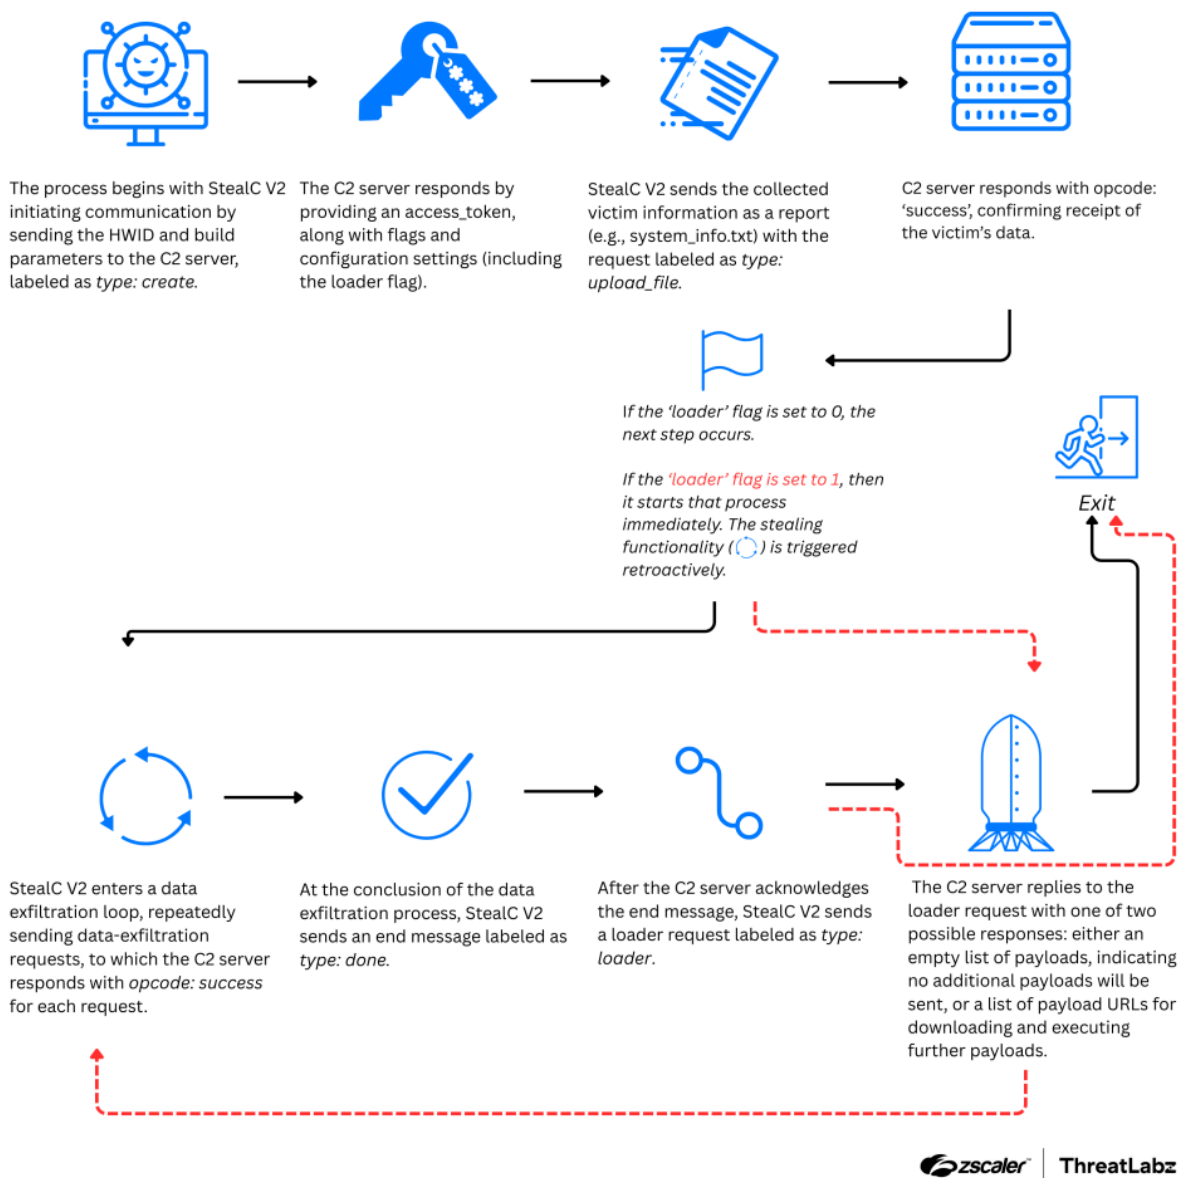 The process begins with StealC V2
initiating communication by
sending the HWID and build
parameters to the C2 server,
labeled as type: create.
The C2 server responds by
providing an access_token,
along with flags and
configuration settings (including
the loader flag).
StealC V2 sends the collected
victim information as a report
(e.g., system_info.txt) with the
request labeled as type:
upload_file.
C2 server responds with opcode:
‘success’, confirming receipt of
the victim’s data.
If the ‘loader’ flag is set to 0, the
next step occurs.
If the ‘loader’ flag is set to 1, then
it starts that process
immediately. The stealing
functionality ( ) is triggered
retroactively.
Exit
StealC V2 enters a data
exfiltration loop, repeatedly
sending data-exfiltration
requests, to which the C2 server
responds with opcode: success
for each request.
At the conclusion of the data
exfiltration process, StealC V2
sends an end message labeled as
type: done.
After the C2 server acknowledges
the end message, StealC V2 sends
a loader request labeled as type:
loader.
The C2 server replies to the
loader request with one of two
possible responses: either an
empty list of payloads, indicating
no additional payloads will be
sent, or a list of payload URLs for
downloading and executing
further payloads.
zscaler™ | ThreatLabz